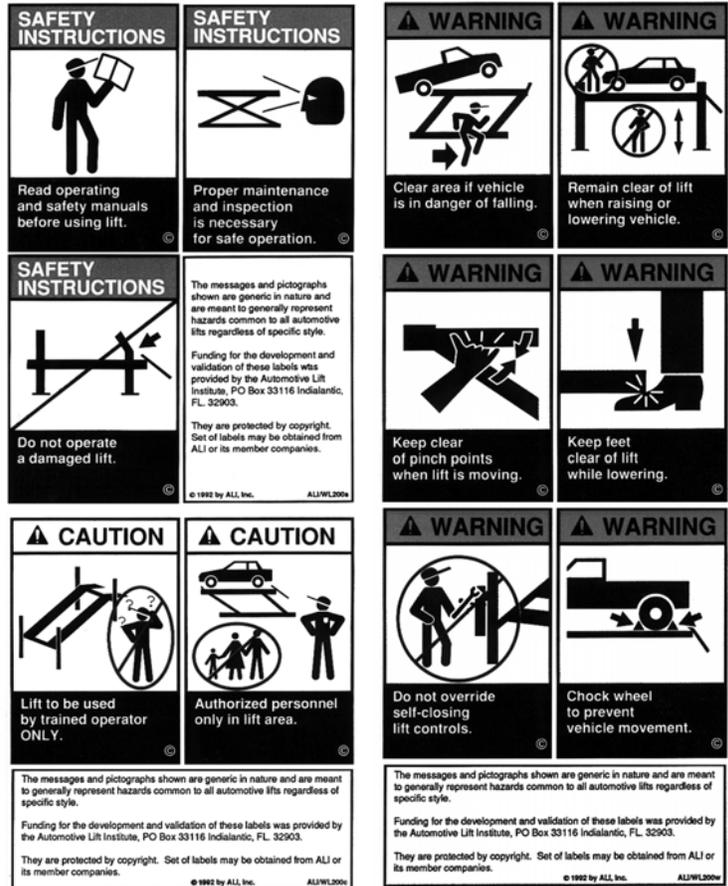 SAFETY
INSTRUCTIONS
Read operating
and safety manuals
before using lift.
©
SAFETY
INSTRUCTIONS
Proper maintenance
and inspection
is necessary
for safe operation.
©
SAFETY
INSTRUCTIONS
Do not operate
a damaged lift.
©
The messages and pictographs
shown are generic in nature and
are meant to generally represent
hazards common to all automotive
lifts regardless of specific style.
Funding for the development and
validation of these labels was
provided by the Automotive Lift
Institute, PO Box 33116 Indialantic,
FL. 32903.
They are protected by copyright.
Set of labels may be obtained from
ALI or its member companies.
© 1992 by ALI, Inc. ALI/WL200s
CAUTION
? ? ?
Lift to be used
by trained operator
ONLY.
©
CAUTION
Authorized personnel
only in lift area.
©
The messages and pictographs shown are generic in nature and are meant
to generally represent hazards common to all automotive lifts regardless of
specific style.
Funding for the development and validation of these labels was provided by
the Automotive Lift Institute, PO Box 33116 Indialantic, FL. 32903.
They are protected by copyright. Set of labels may be obtained from ALI or
its member companies.
© 1992 by ALI, Inc. ALI/WL200c
WARNING
Clear area if vehicle
is in danger of falling.
©
WARNING
Remain clear of lift
when raising or
lowering vehicle.
©
WARNING
Keep clear
of pinch points
when lift is moving.
©
WARNING
Keep feet
clear of lift
while lowering.
©
WARNING
Do not override
self-closing
lift controls.
©
WARNING
Chock wheel
to prevent
vehicle movement.
©
The messages and pictographs shown are generic in nature and are meant
to generally represent hazards common to all automotive lifts regardless of
specific style.
Funding for the development and validation of these labels was provided by
the Automotive Lift Institute, PO Box 33116 Indialantic, FL. 32903.
They are protected by copyright. Set of labels may be obtained from ALI or
its member companies.
© 1992 by ALI, Inc. ALI/WL200w